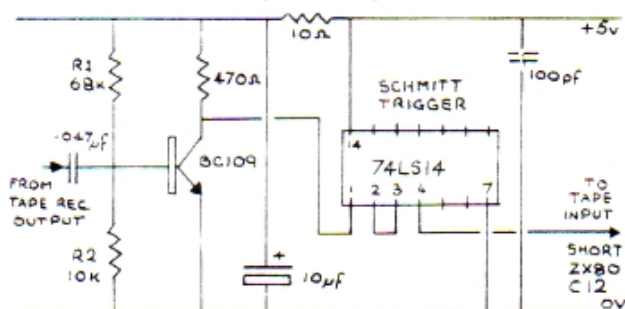 10Ω
+5v
R1
68K
470Ω
100pf
SCHMITT
TRIGGER
.047µF
BC109
14
74LS14
1 2 3 4 7
FROM
TAPE REC
OUTPUT
TO
TAPE
INPUT
R2
10K
+
10µF
SHORT
ZX80
C12
0V